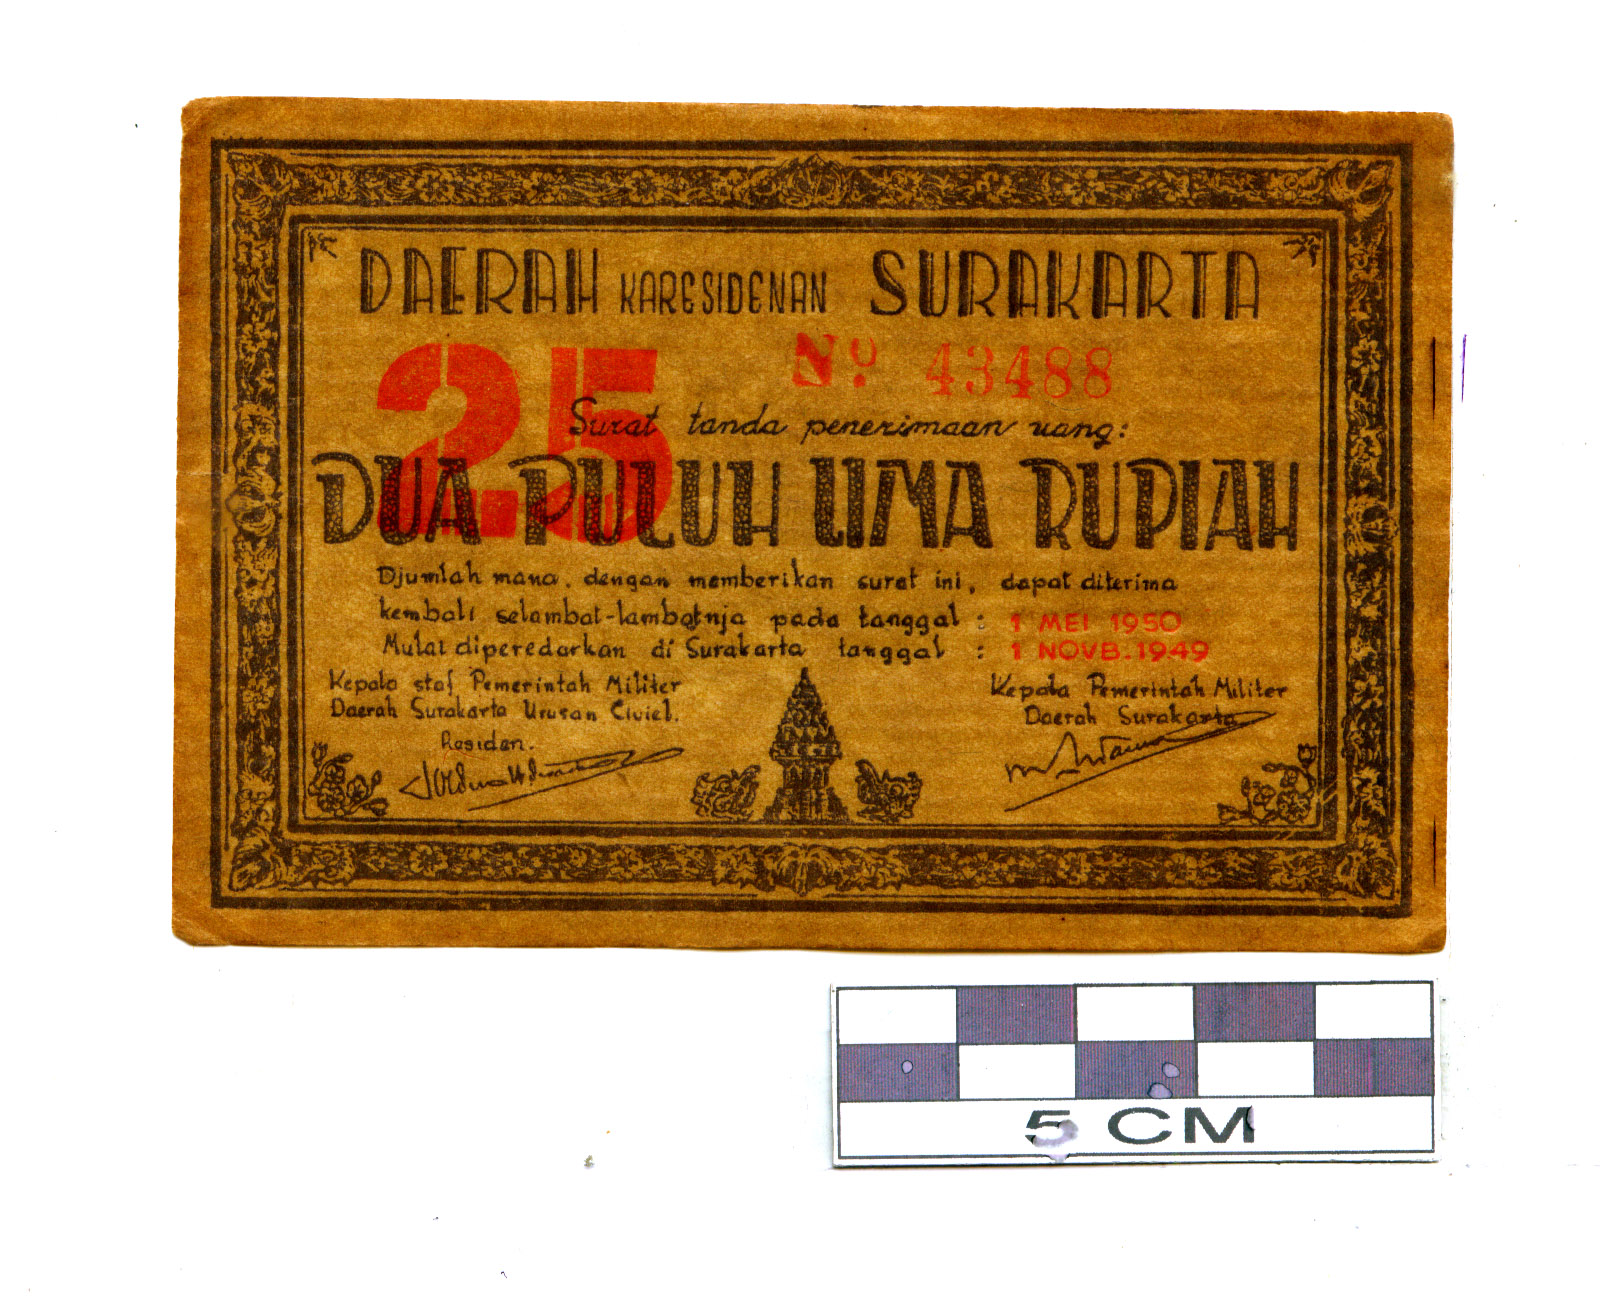 DAERAH KARESIDENAN SURAKARTA
25
No 43488
Surat tanda penerimaan uang:
DUA PULUH LIMA RUPIAH
Djumlah mana, dengan memberikan surat ini, dapat diterima
kembali selambat-lambatnja pada tanggal : 1 MEI 1950
Mulai diperedarkan di Surakarta tanggal : 1 NOVB. 1949
Kepala staf Pemerintah Militer
Daerah Surakarta Urusan Civiel.
Residen.
Kepala Pemerintah Militer
Daerah Surakarta
5 CM